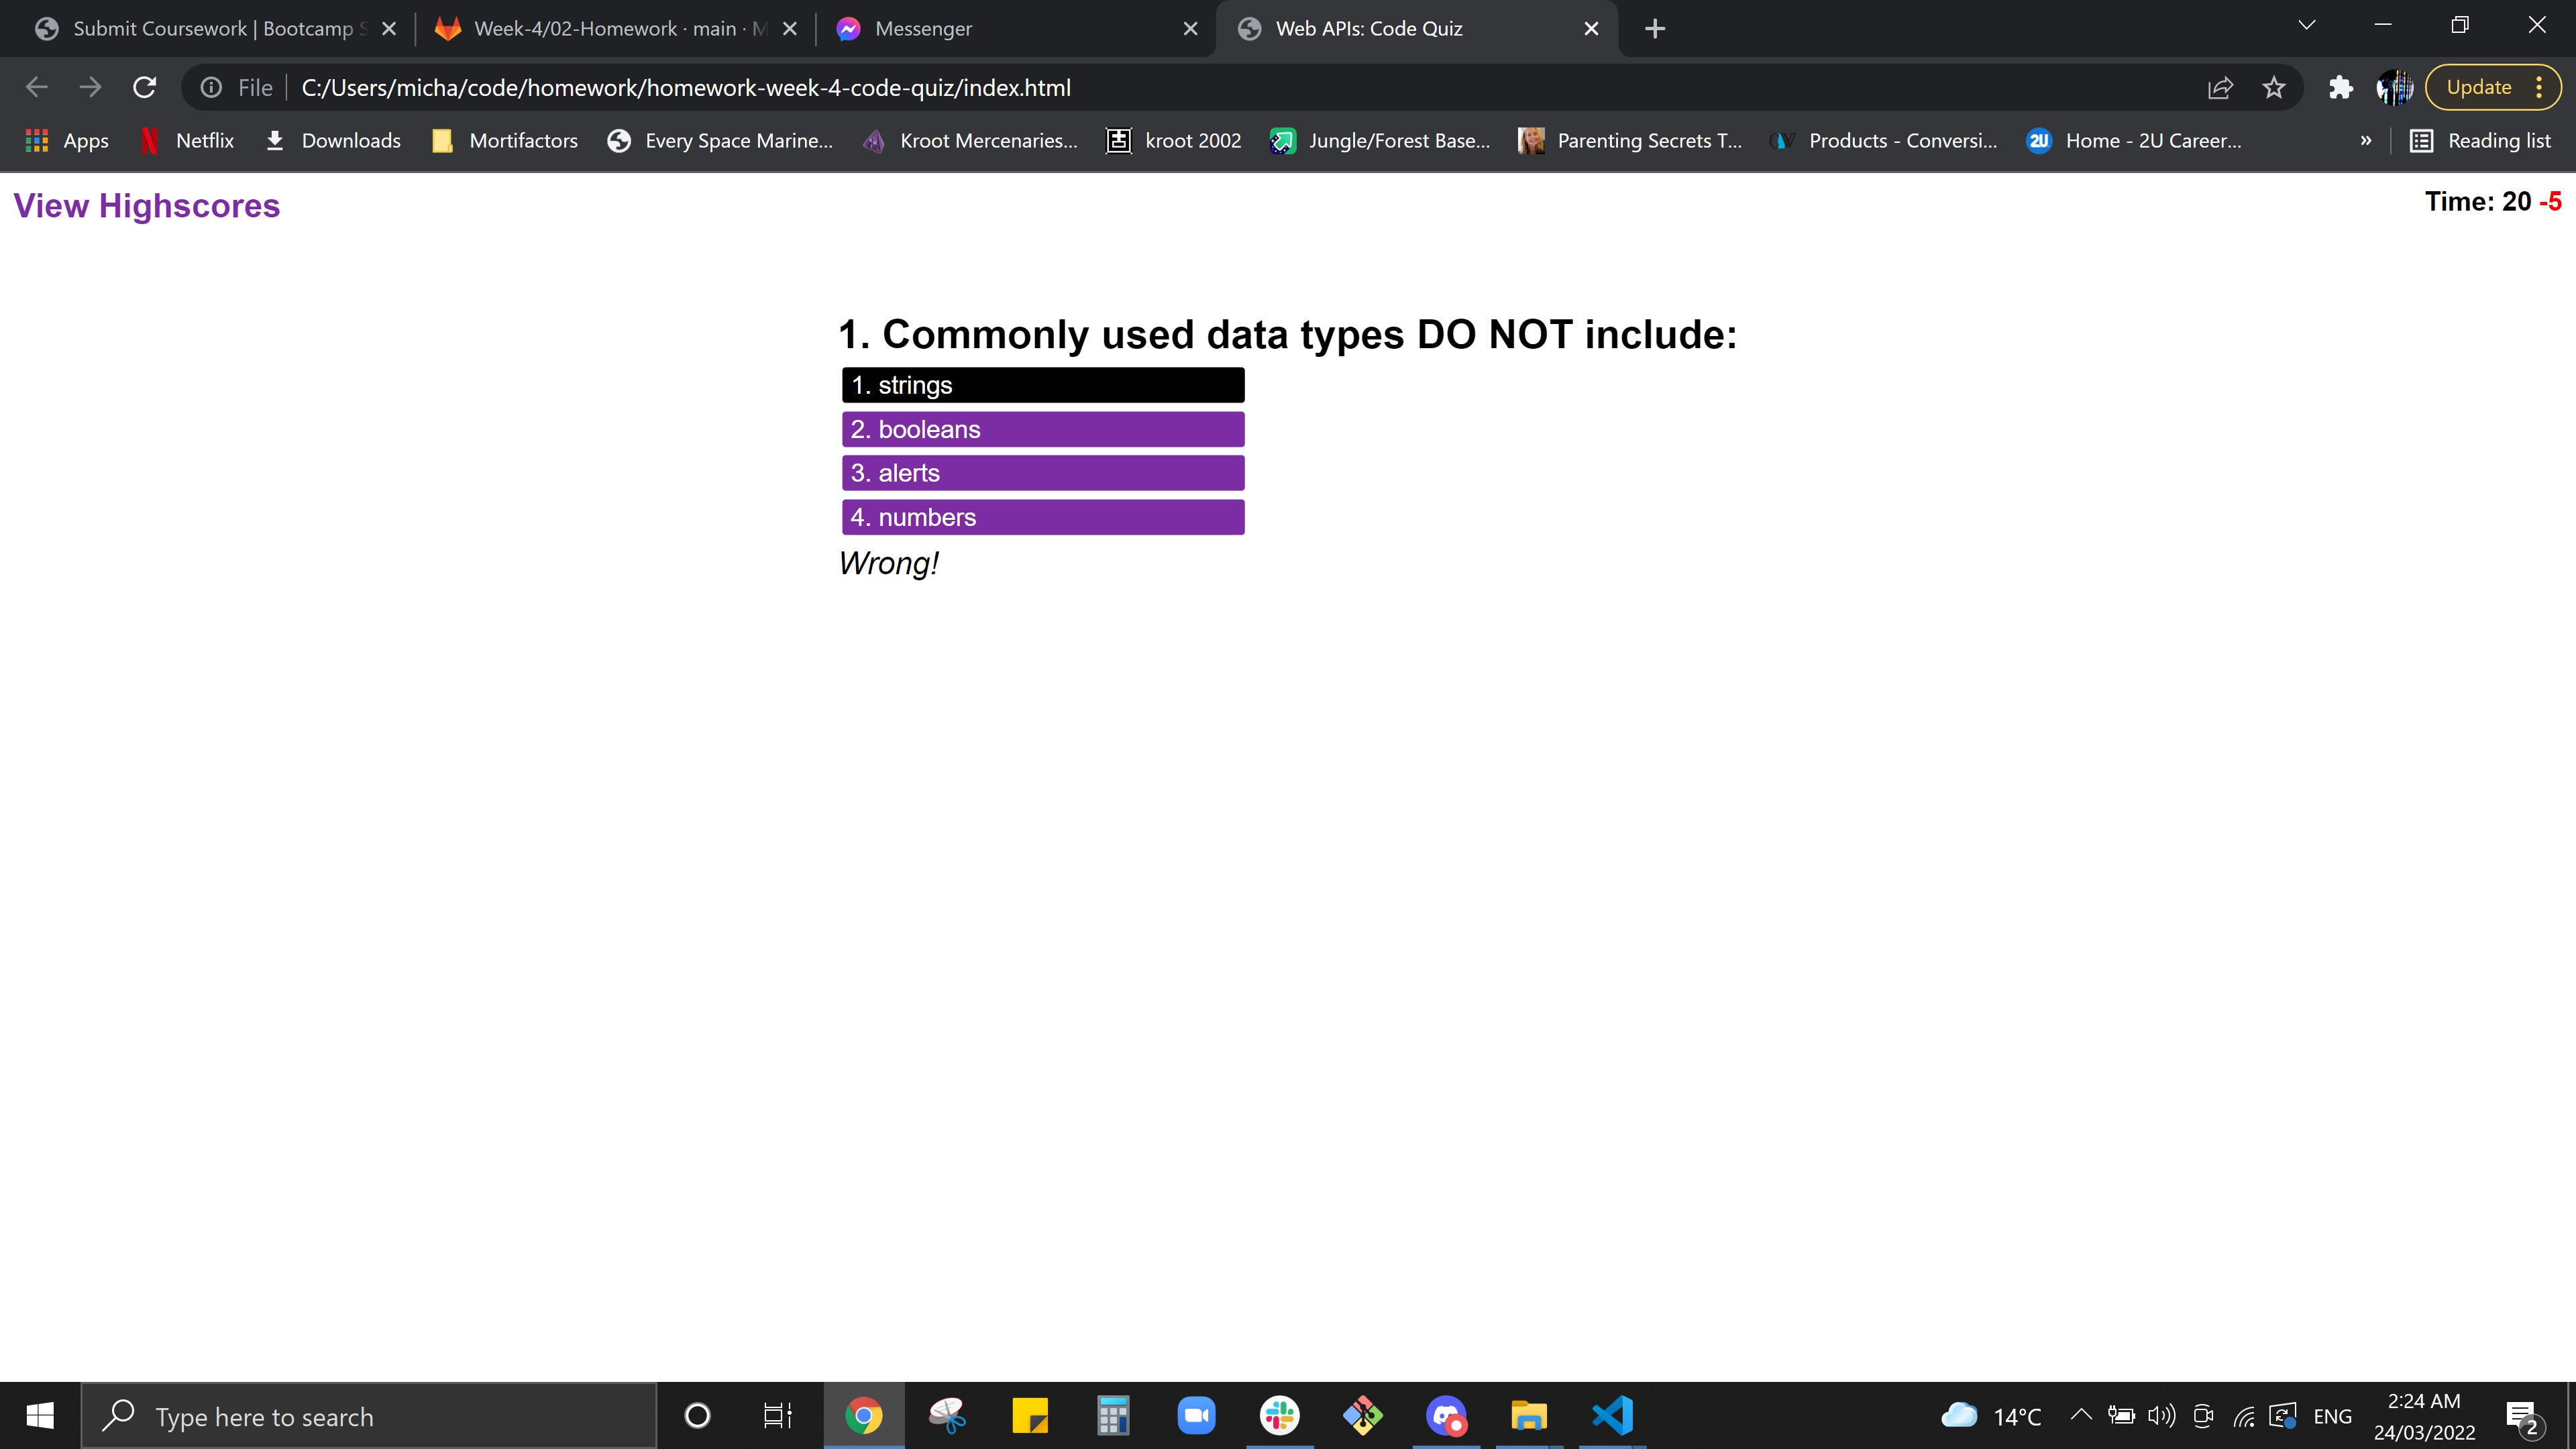 Submit Coursework | Bootcamp
Week-4/02-Homework · main · M
Messenger
Web APIs: Code Quiz
File
C:/Users/micha/code/homework/homework-week-4-code-quiz/index.html
Update
Apps
Netflix
Downloads
Mortifactors
Every Space Marine...
Kroot Mercenaries...
kroot 2002
Jungle/Forest Base...
Parenting Secrets T...
Products - Conversi...
2U
Home - 2U Career...
»
Reading list
View Highscores
Time: 20 -5
1. Commonly used data types DO NOT include:
1. strings
2. booleans
3. alerts
4. numbers
Wrong!
Type here to search
14°C
ENG
2:24 AM
24/03/2022
2